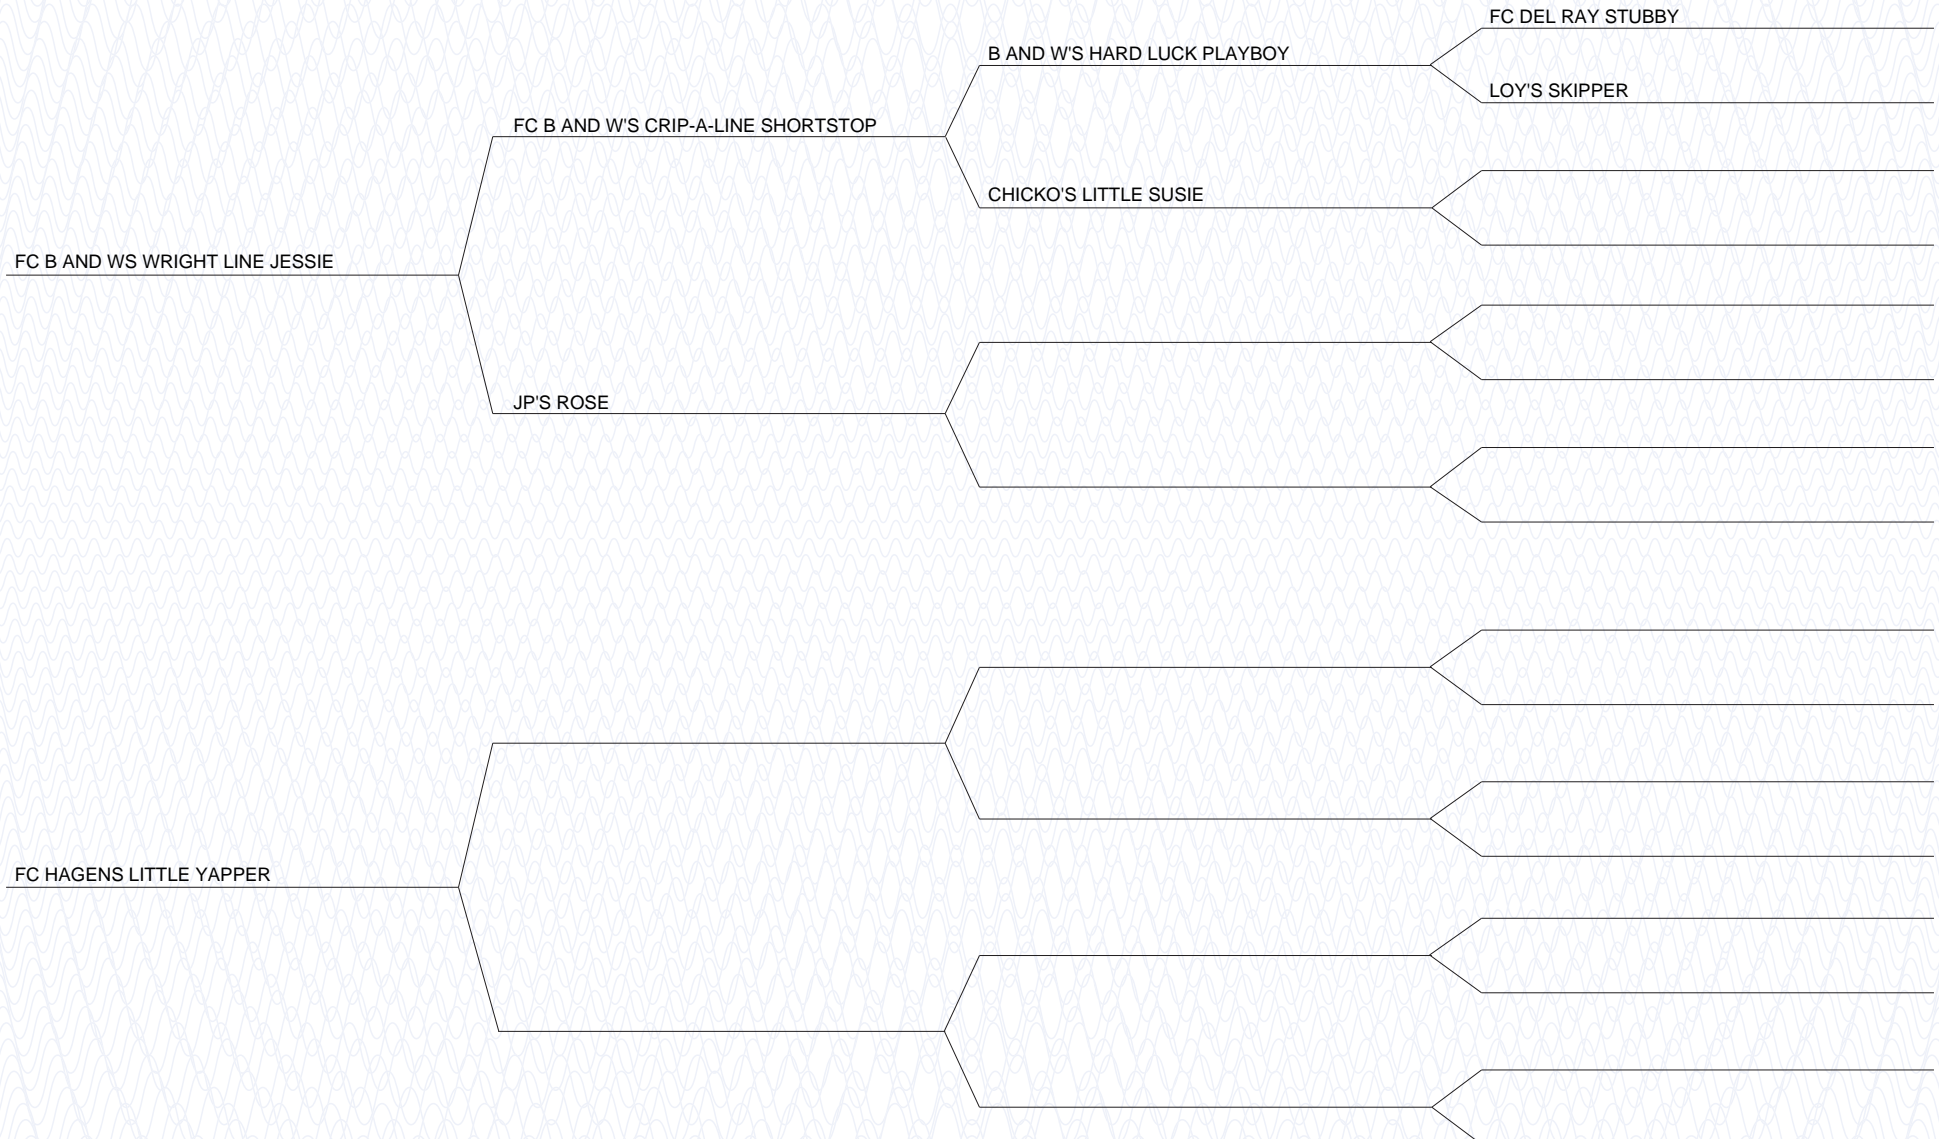 FC DEL RAY STUBBY
B AND W'S HARD LUCK PLAYBOY
LOY'S SKIPPER
FC B AND W'S CRIP-A-LINE SHORTSTOP
CHICKO'S LITTLE SUSIE
FC B AND WS WRIGHT LINE JESSIE
JP'S ROSE
FC HAGENS LITTLE YAPPER